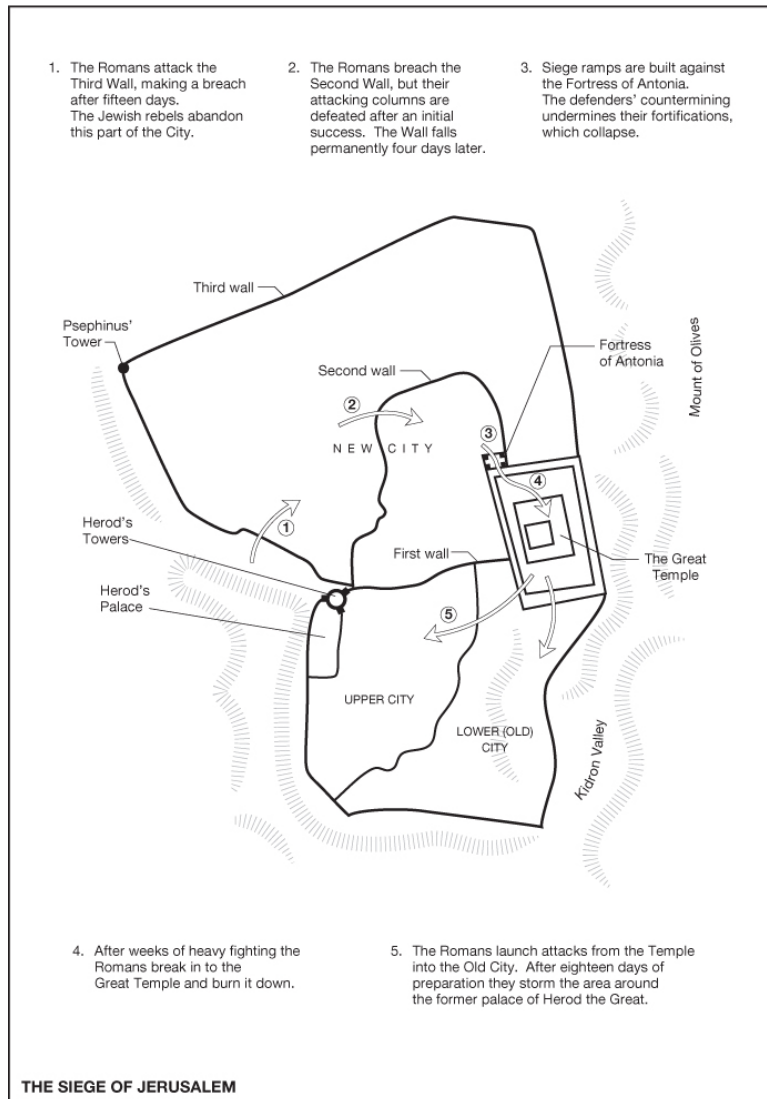 1. The Romans attack the
Third Wall, making a breach
after fifteen days.
The Jewish rebels abandon
this part of the City.
2. The Romans breach the
Second Wall, but their
attacking columns are
defeated after an initial
success. The Wall falls
permanently four days later.
3. Siege ramps are built against
the Fortress of Antonia.
The defenders' countermining
undermines their fortifications,
which collapse.
Third wall
Psephinus'
Tower
Second wall
Fortress
of Antonia
Mount of Olives
2
NEW CITY
3
4
1
Herod's
Towers
First wall
The Great
Temple
Herod's
Palace
5
UPPER CITY
LOWER (OLD)
CITY
Kidron Valley
4. After weeks of heavy fighting the
Romans break in to the
Great Temple and burn it down.
5. The Romans launch attacks from the Temple
into the Old City. After eighteen days of
preparation they storm the area around
the former palace of Herod the Great.
THE SIEGE OF JERUSALEM